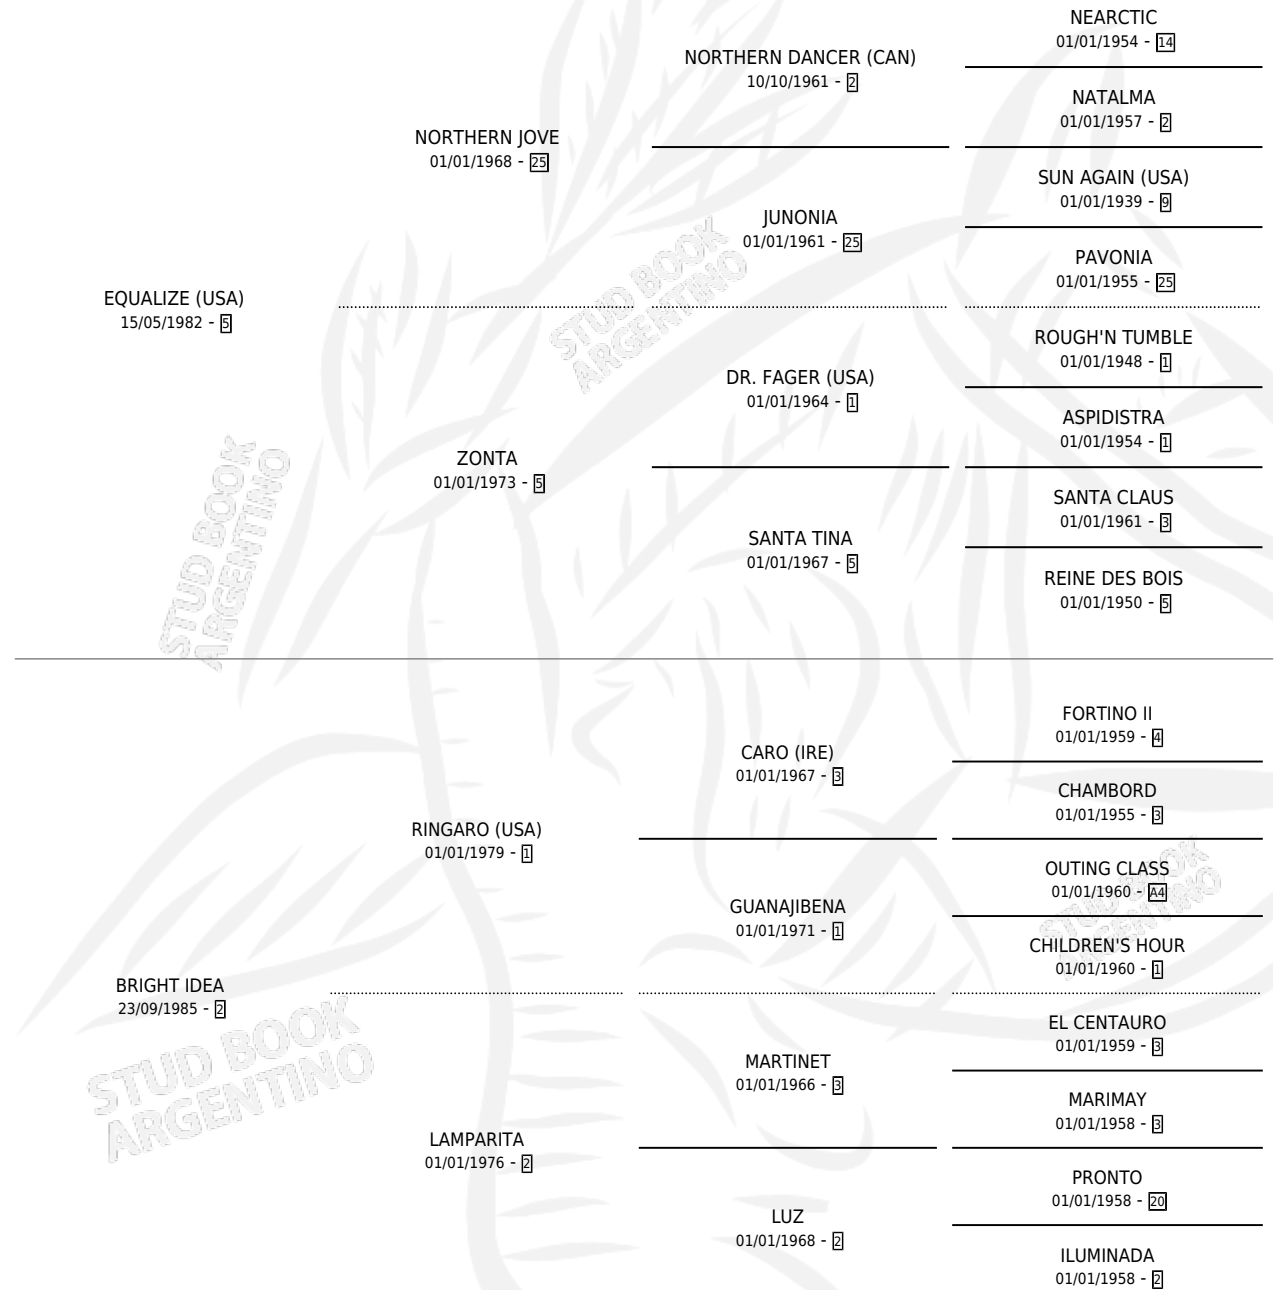 EQUALIZE (USA)
15/05/1982 - 5
NORTHERN JOVE
01/01/1968 - 25
ZONTA
01/01/1973 - 5
NORTHERN DANCER (CAN)
10/10/1961 - 2
JUNONIA
01/01/1961 - 25
DR. FAGER (USA)
01/01/1964 - 1
SANTA TINA
01/01/1967 - 5
NEARCTIC
01/01/1954 - 14
NATALMA
01/01/1957 - 2
SUN AGAIN (USA)
01/01/1939 - 9
PAVONIA
01/01/1955 - 25
ROUGH'N TUMBLE
01/01/1948 - 1
ASPIDISTRA
01/01/1954 - 1
SANTA CLAUS
01/01/1961 - 3
REINE DES BOIS
01/01/1950 - 5
BRIGHT IDEA
23/09/1985 - 2
RINGARO (USA)
01/01/1979 - 1
LAMPARITA
01/01/1976 - 2
CARO (IRE)
01/01/1967 - 3
GUANAJIBENA
01/01/1971 - 1
MARTINET
01/01/1966 - 3
LUZ
01/01/1968 - 2
FORTINO II
01/01/1959 - 4
CHAMBORD
01/01/1955 - 3
OUTING CLASS
01/01/1960 - A4
CHILDREN'S HOUR
01/01/1960 - 1
EL CENTAURO
01/01/1959 - 3
MARIMAY
01/01/1958 - 3
PRONTO
01/01/1958 - 20
ILUMINADA
01/01/1958 - 2
STUD BOOK
ARGENTINO
STUD BOOK
ARGENTINO
STUD BOOK
ARGENTINO
STUD BOOK
ARGENTINO